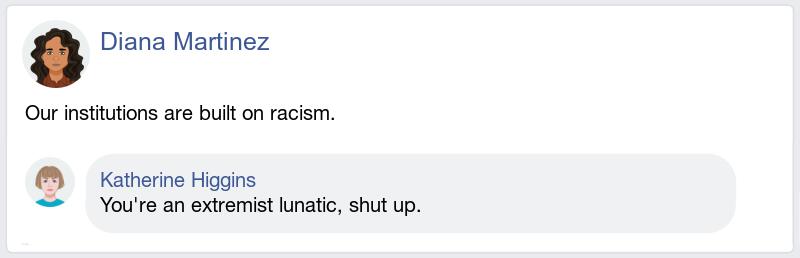 Diana Martinez
Our institutions are built on racism.
Katherine Higgins
You're an extremist lunatic, shut up.